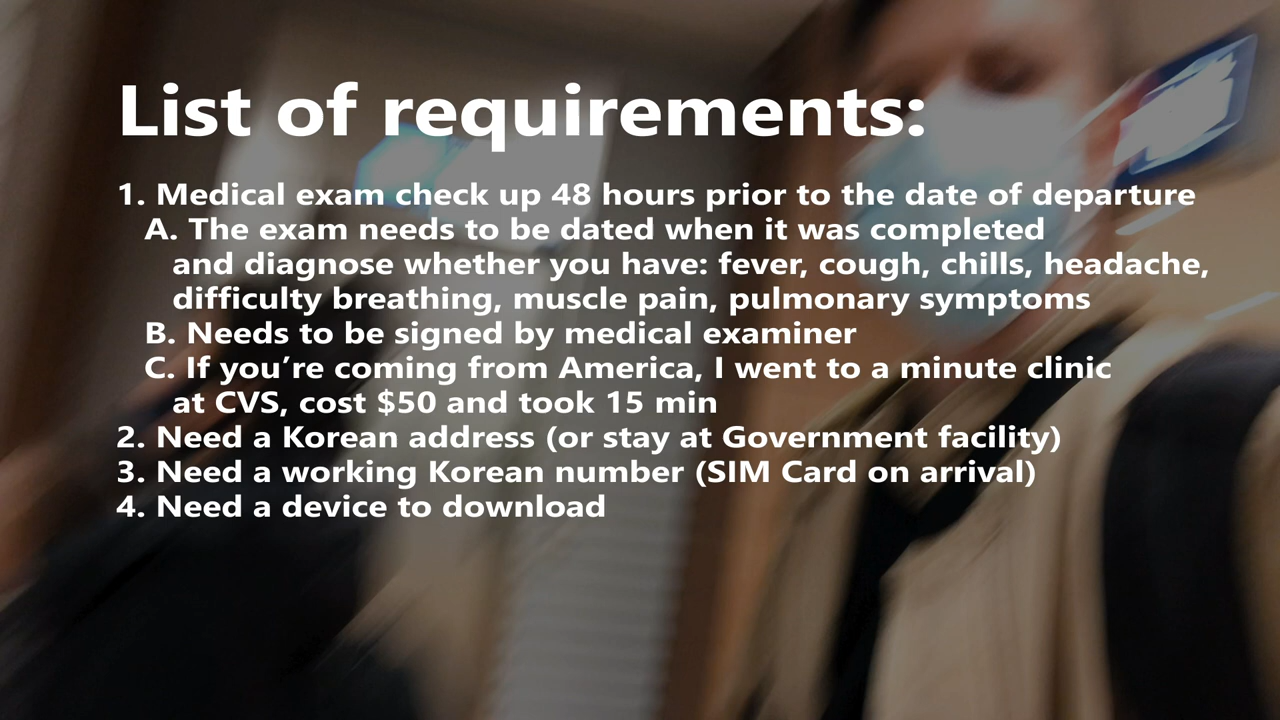 List of requirements:
1. Medical exam check up 48 hours prior to the date of departure
A. The exam needs to be dated when it was completed
and diagnose whether you have: fever, cough, chills, headache,
difficulty breathing, muscle pain, pulmonary symptoms
B. Needs to be signed by medical examiner
C. If you’re coming from America, I went to a minute clinic
at CVS, cost $50 and took 15 min
2. Need a Korean address (or stay at Government facility)
3. Need a working Korean number (SIM Card on arrival)
4. Need a device to download